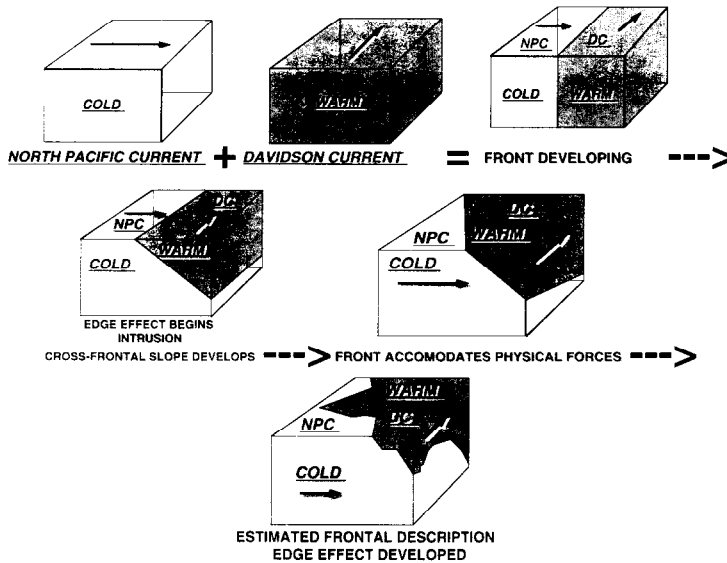 COLD
WARM
NPC
DC
COLD
WARM
NORTH PACIFIC CURRENT + DAVIDSON CURRENT = FRONT DEVELOPING
DC
NPC
WARM
COLD
DC
NPC
WARM
COLD
EDGE EFFECT BEGINS
INTRUSION
CROSS-FRONTAL SLOPE DEVELOPS
FRONT ACCOMODATES PHYSICAL FORCES
WARM
DC
NPC
COLD
ESTIMATED FRONTAL DESCRIPTION
EDGE EFFECT DEVELOPED